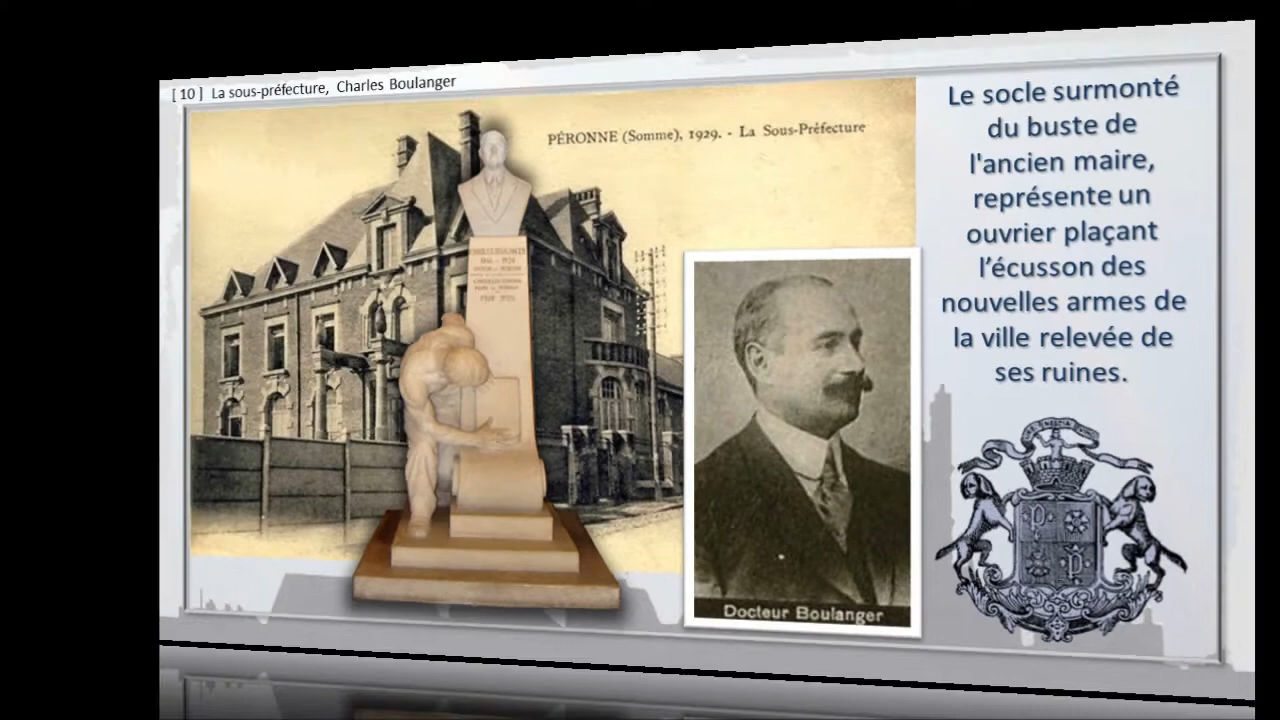 [ 10 ] La sous-préfecture, Charles Boulanger
PÉRONNE (Somme), 1929. - La Sous-Préfecture
Le socle surmonté
du buste de
l'ancien maire,
représente un
ouvrier plaçant
l’écusson des
nouvelles armes de
la ville relevée de
ses ruines.
Docteur Boulanger